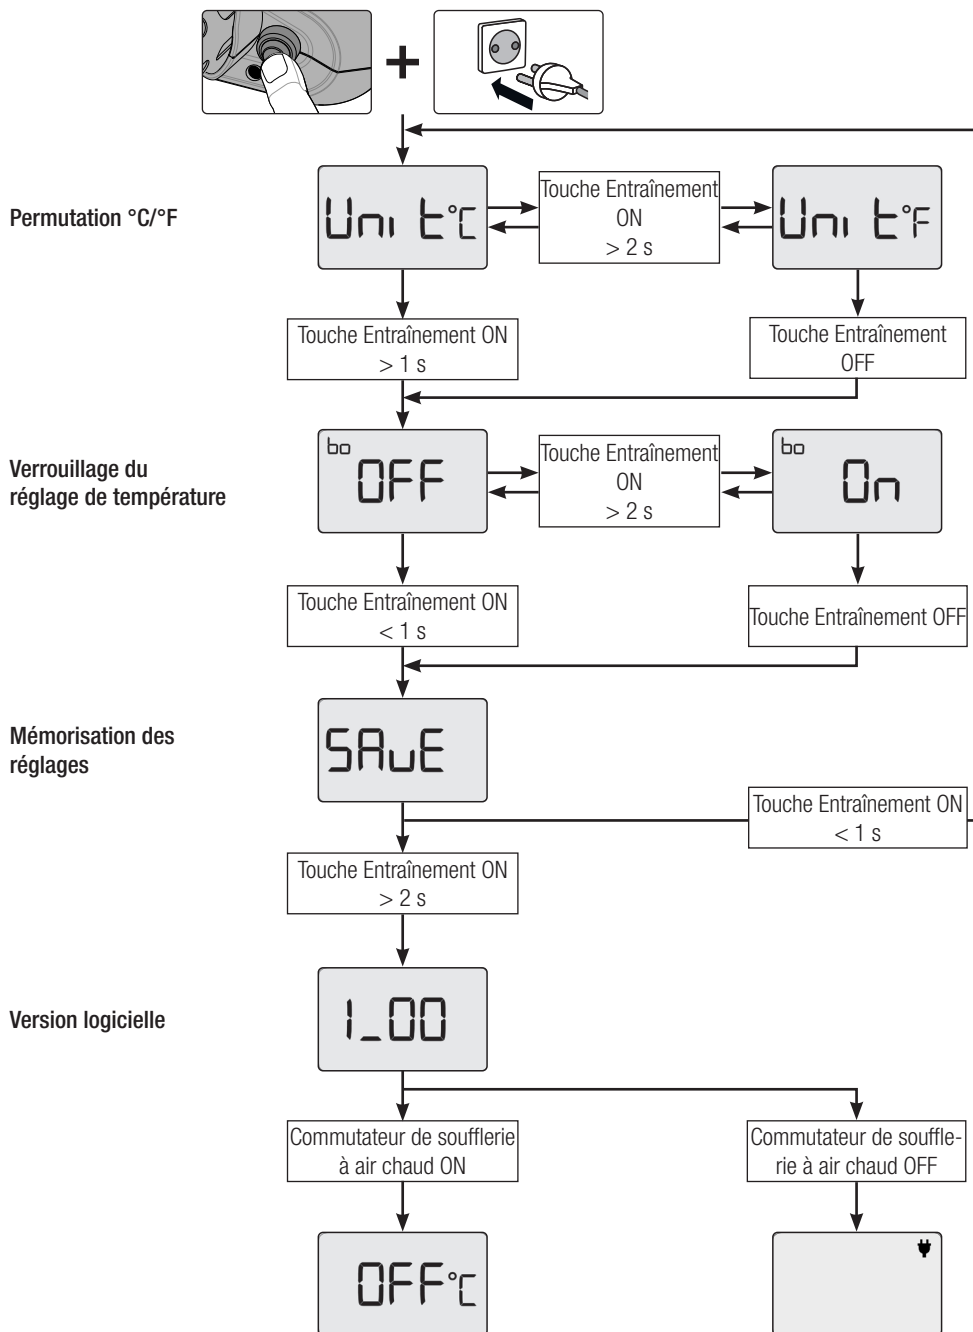 Permutation °C/°F
Unit°C
Touche Entraînement
ON
> 2 s
Unit°F
Touche Entraînement ON
> 1 s
Touche Entraînement
OFF
Verrouillage du
réglage de température
bo
OFF
Touche Entraînement
ON
> 2 s
bo
On
Touche Entraînement ON
< 1 s
Touche Entraînement OFF
Mémorisation des
réglages
SAvE
Touche Entraînement ON
< 1 s
Touche Entraînement ON
> 2 s
Version logicielle
1_00
Commutateur de soufflerie
à air chaud ON
Commutateur de souffle-
rie à air chaud OFF
OFF°C